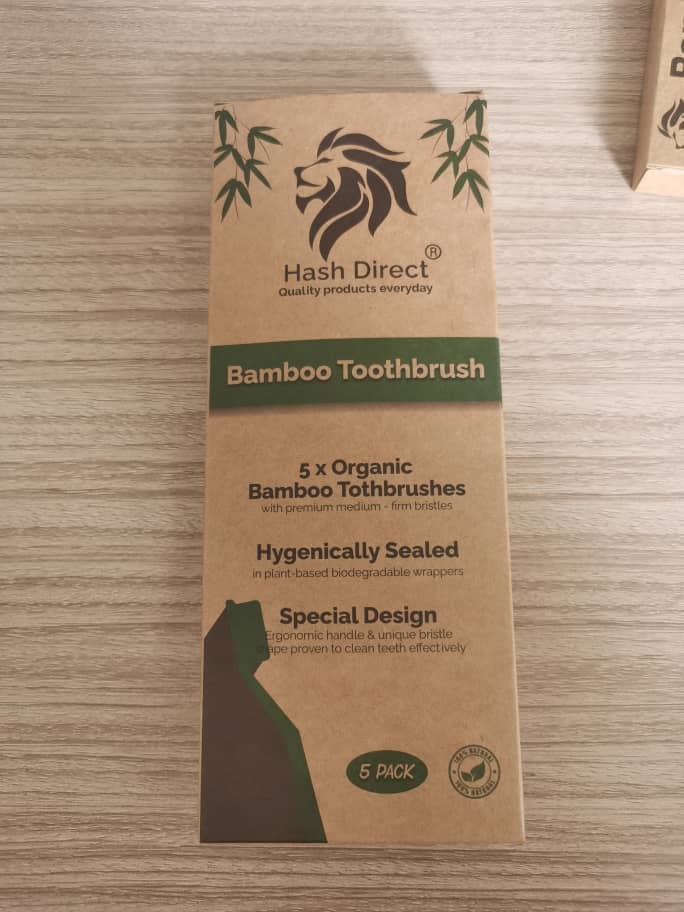 Hash Direct®
Quality products everyday
Bamboo Toothbrush
5 x Organic
Bamboo Tothbrushes
with premium medium - firm bristles
Hygenically Sealed
in plant-based biodegradable wrappers
Special Design
Ergonomic handle & unique bristle
shape proven to clean teeth effectively
5 PACK
100% NATURAL
100% NATURAL